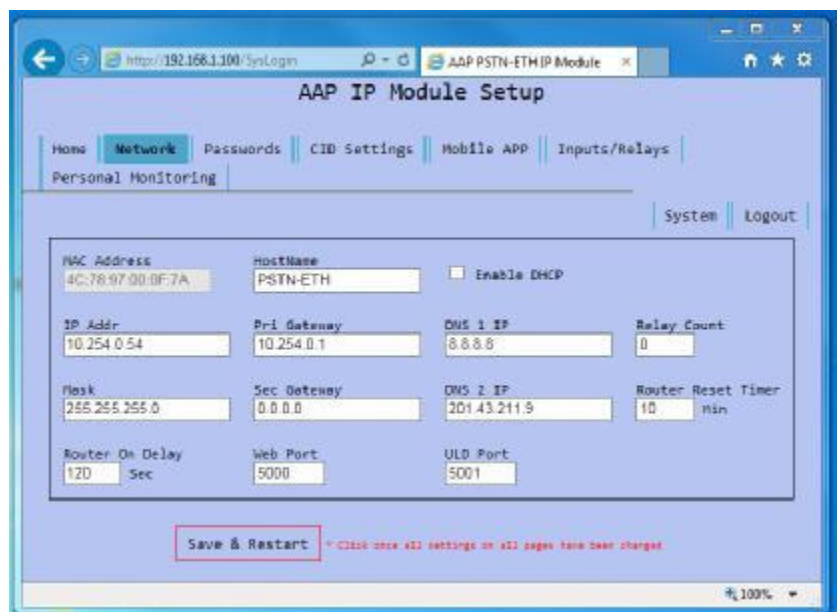 http://192.168.1.100/SysLogin AAP PSTN-ETH IP Module
AAP IP Module Setup
Home Network Passwords CID Settings Mobile APP Inputs/Relays
Personal Monitoring
System Logout
MAC Address HostName
4C:78:97:00:0F:7A PSTN-ETH Enable DHCP
IP Addr Pri Gateway DNS 1 IP Relay Count
10.254.0.54 10.254.0.1 8.8.8.8 0
Mask Sec Gateway DNS 2 IP Router Reset Timer
255.255.255.0 0.0.0.0 201.43.211.9 10 Min
Router On Delay Web Port ULD Port
120 Sec 5000 5001
Save & Restart * Click once all settings on all pages have been changed
100%